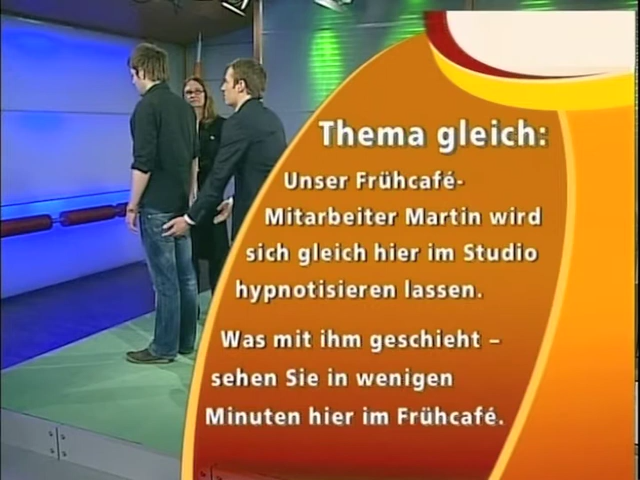 Thema gleich:
Unser Frühcafé-
Mitarbeiter Martin wird
sich gleich hier im Studio
hypnotisieren lassen.
Was mit ihm geschieht –
sehen Sie in wenigen
Minuten hier im Frühcafé.